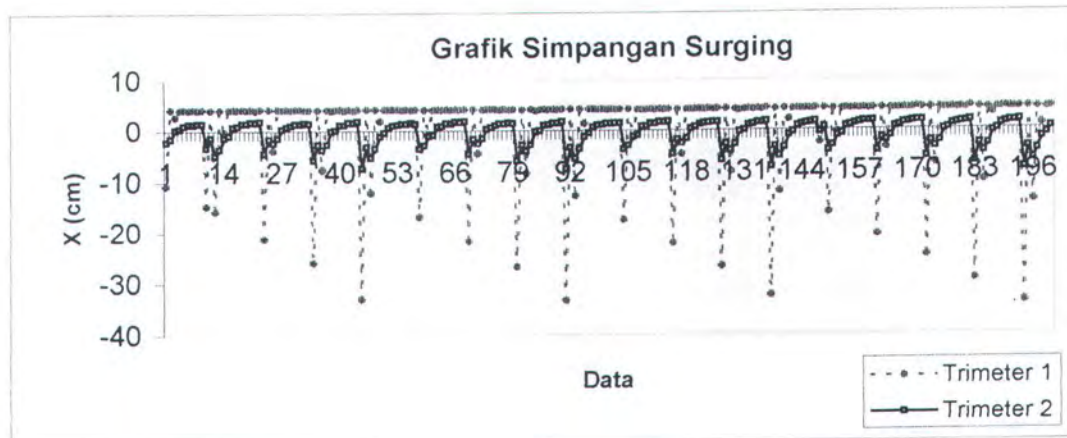 Grafik Simpangan Surging
10
0
-10
-20
-30
-40
X (cm)
1 14 27 40 53 66 79 92 105 118 131 144 157 170 183 196
Data
Trimeter 1
Trimeter 2